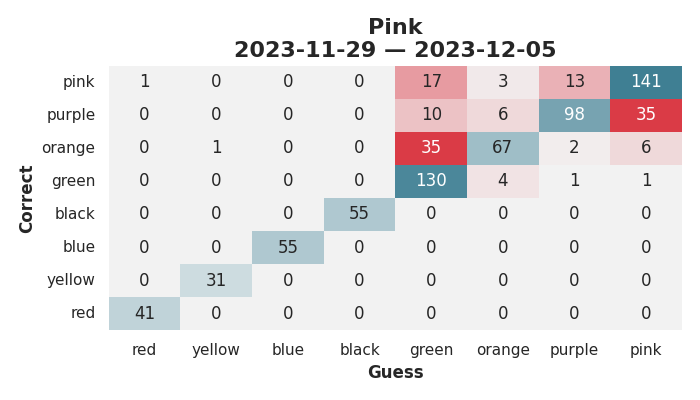 Pink
2023-11-29 — 2023-12-05
Correct
pink 1 0 0 0 17 3 13 141
purple 0 0 0 0 10 6 98 35
orange 0 1 0 0 35 67 2 6
green 0 0 0 0 130 4 1 1
black 0 0 0 55 0 0 0 0
blue 0 0 55 0 0 0 0 0
yellow 0 31 0 0 0 0 0 0
red 41 0 0 0 0 0 0 0
red yellow blue black green orange purple pink
Guess